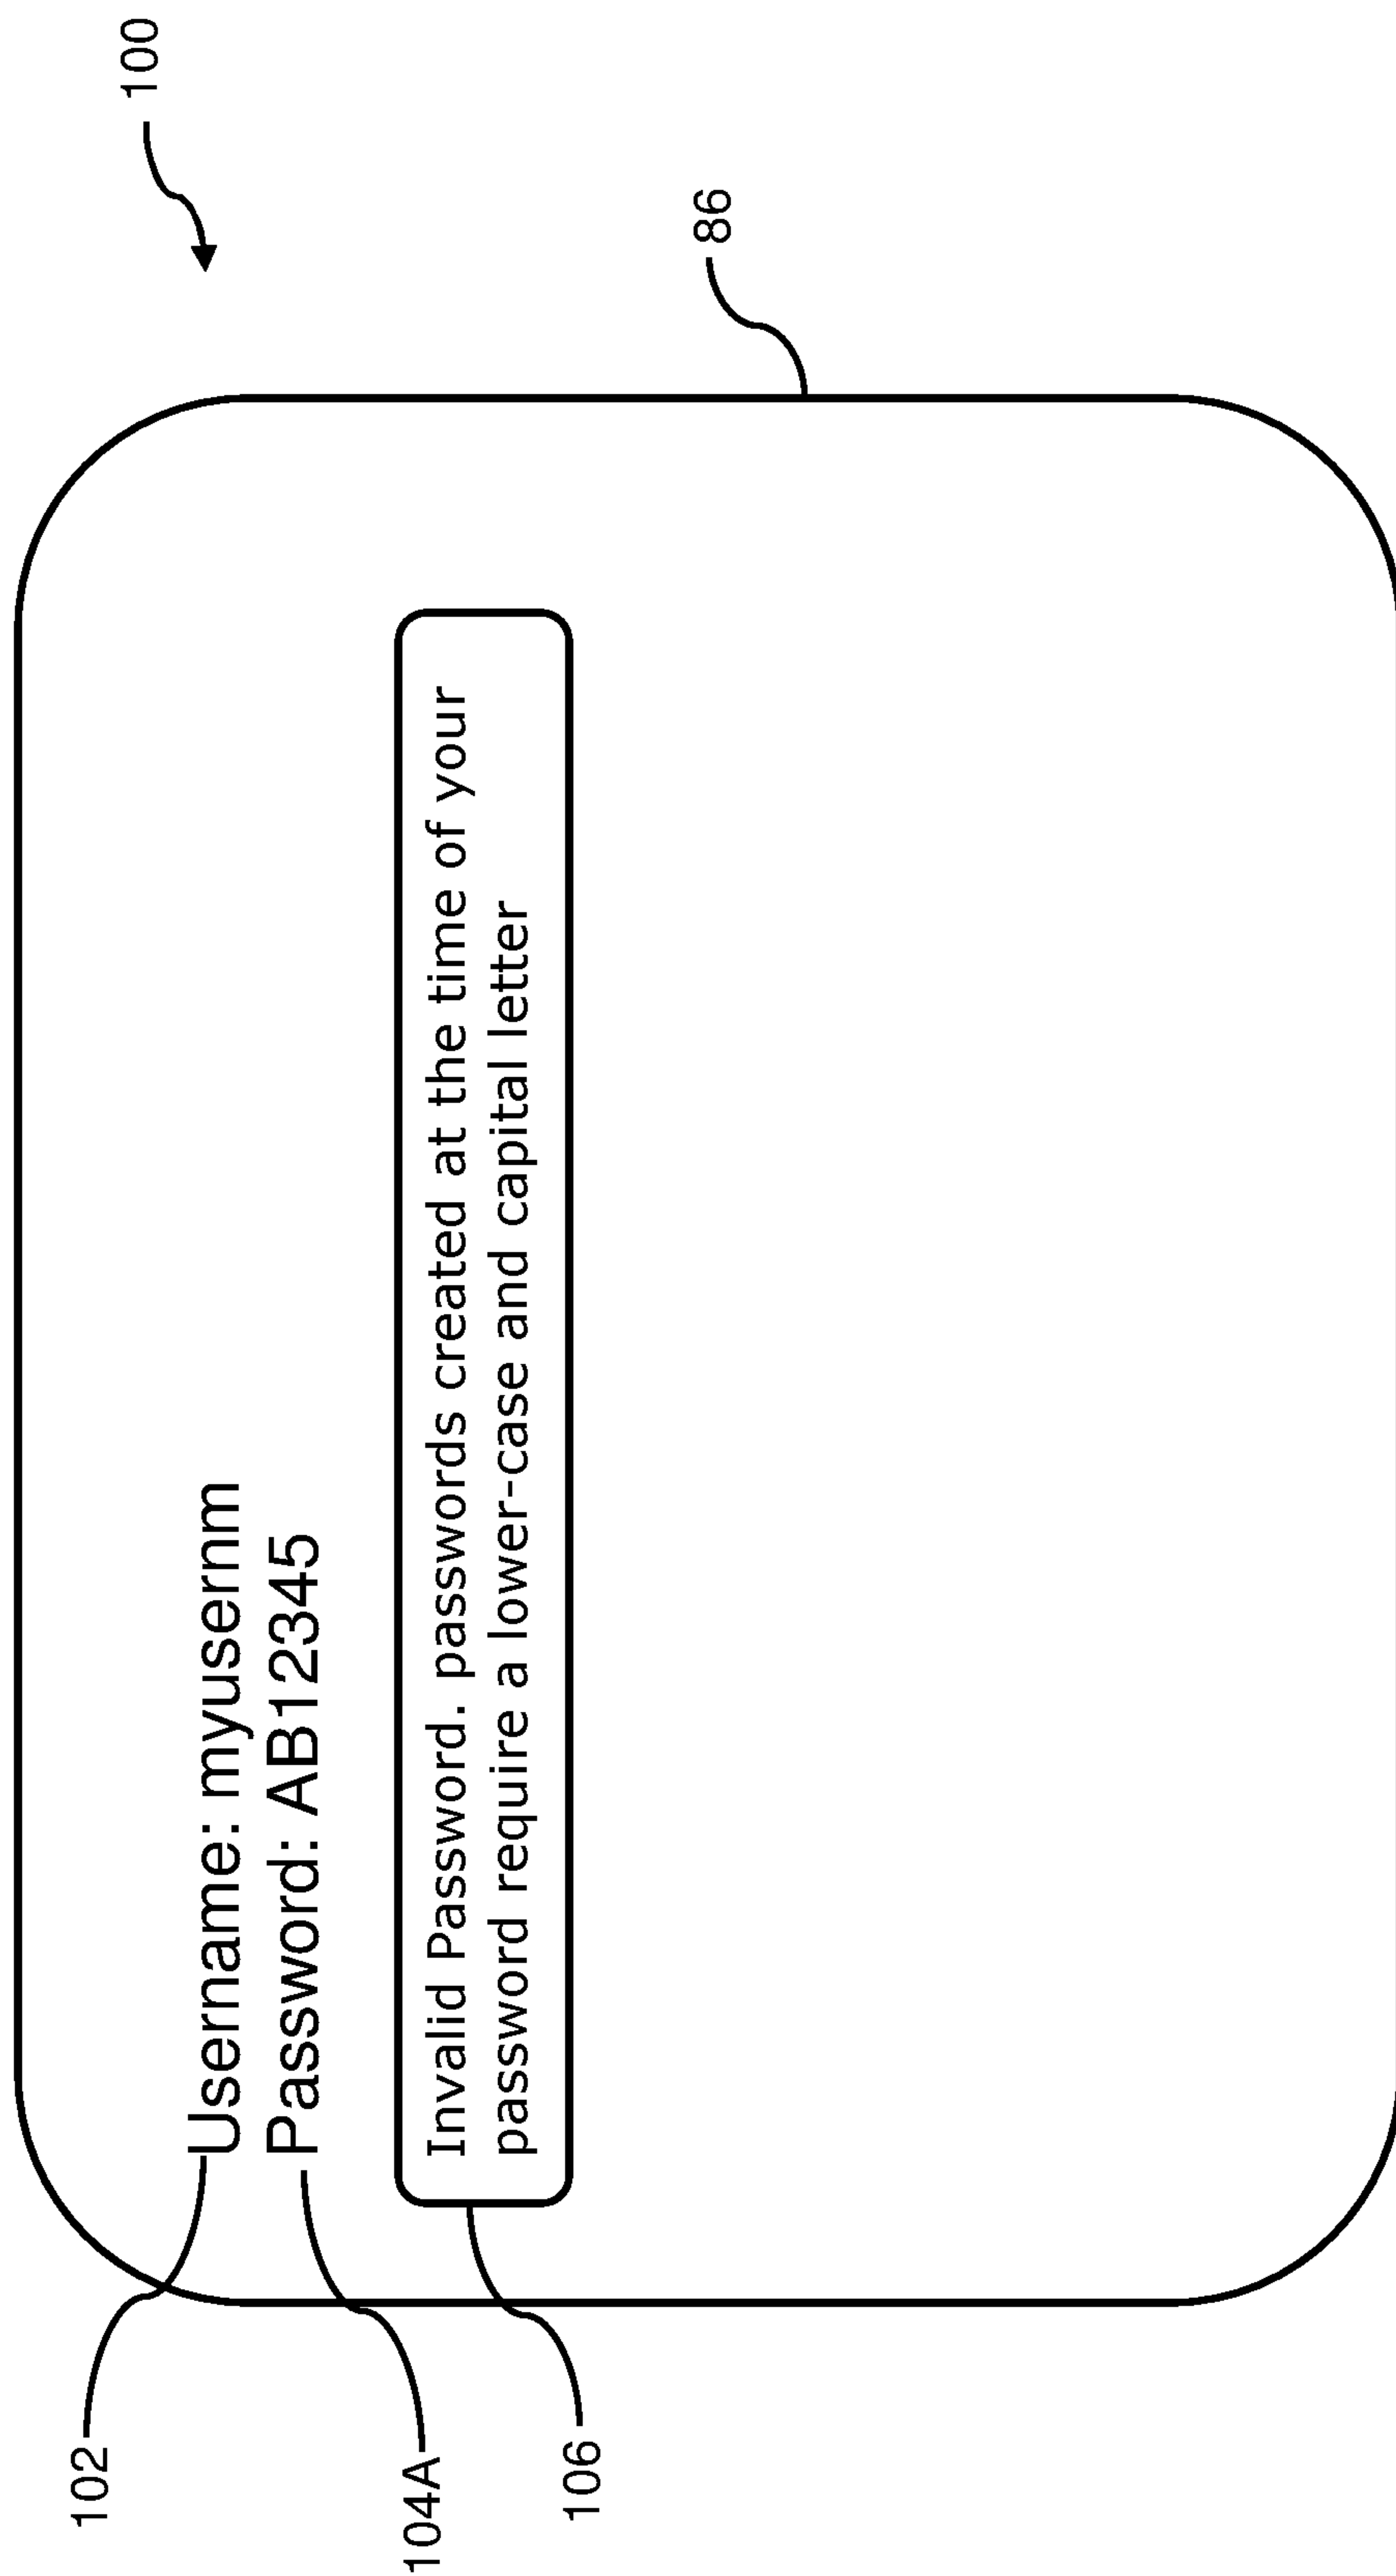 100
86
102
Username: myusernm
104A
Password: AB12345
106
Invalid Password. passwords created at the time of your
password require a lower-case and capital letter